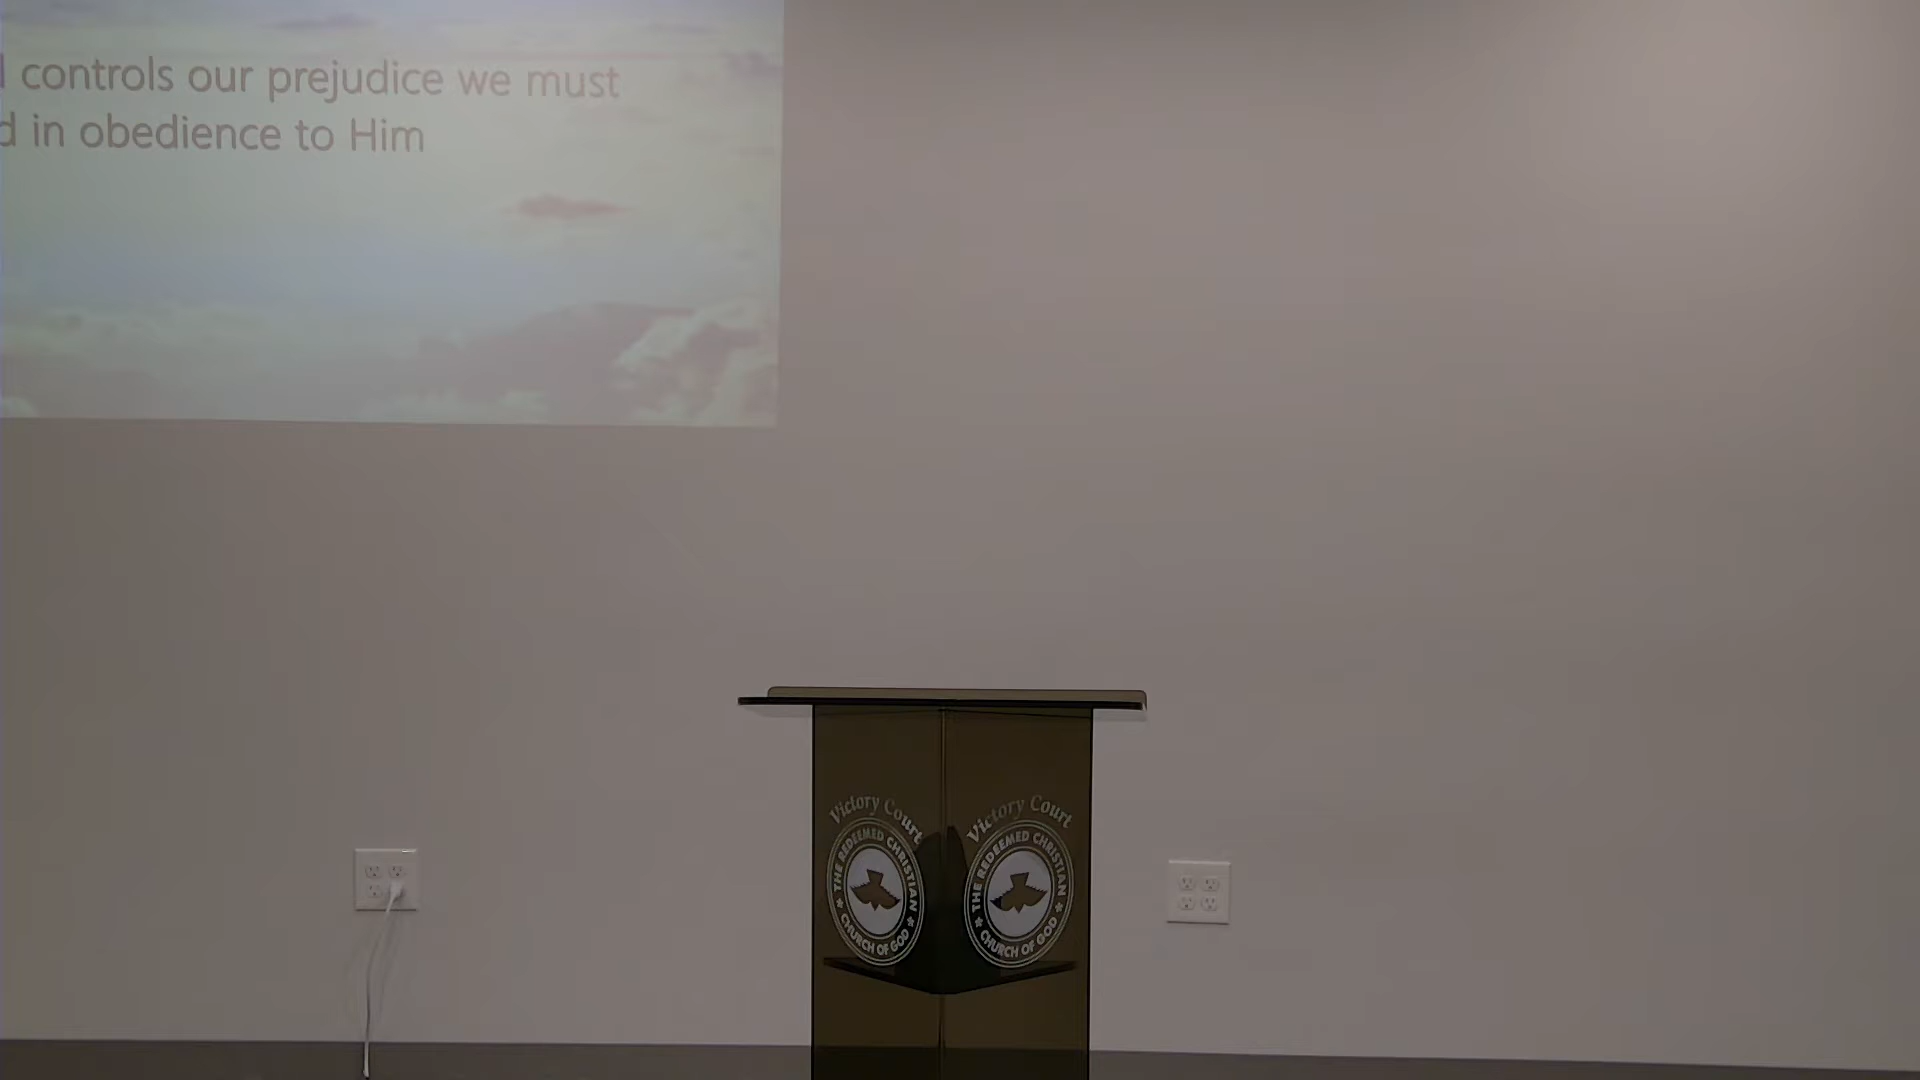 controls our prejudice we must
in obedience to Him
Victory Court
THE REDEEMED CHRISTIAN
CHURCH OF GOD
Victory Court
THE REDEEMED CHRISTIAN
CHURCH OF GOD